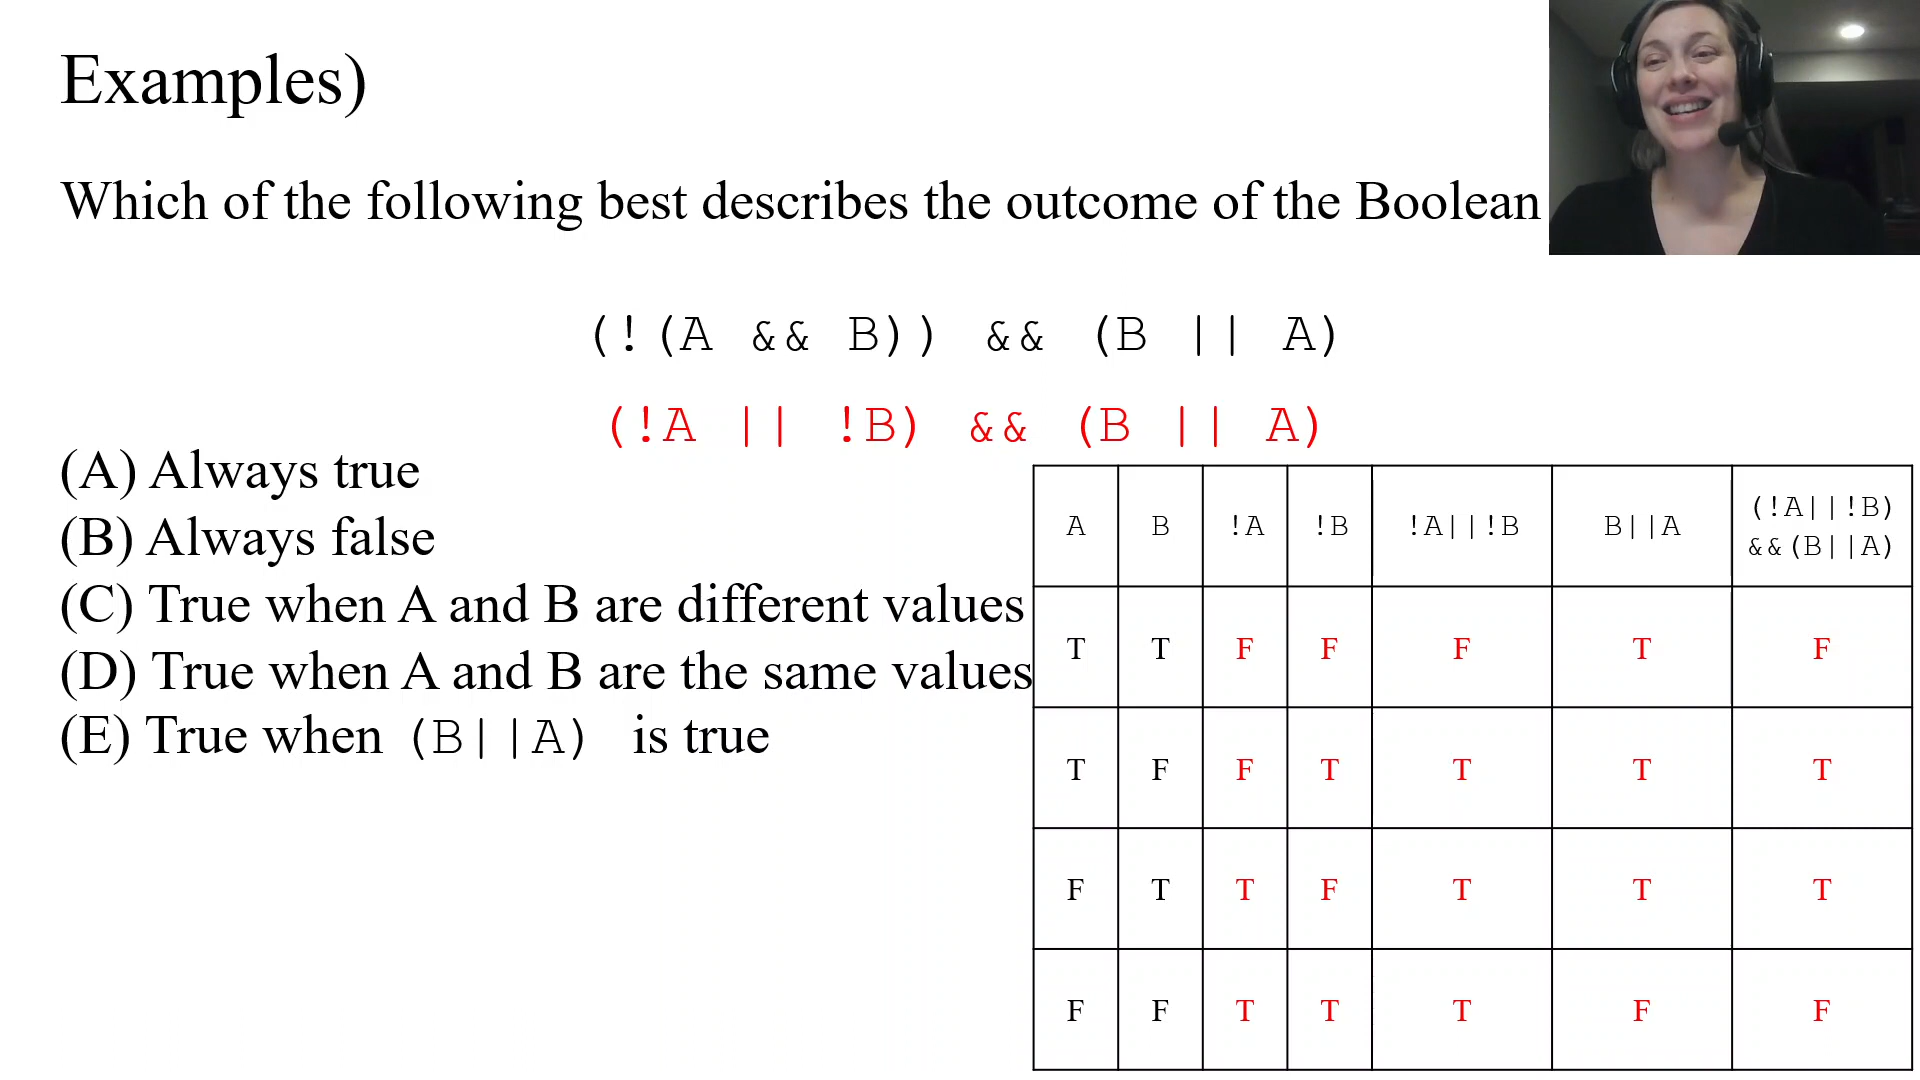 Examples)
Which of the following best describes the outcome of the Boolean
(!(A && B)) && (B || A)
(!A || !B) && (B || A)
(A) Always true
(B) Always false
(C) True when A and B are different values
(D) True when A and B are the same values
(E) True when (B||A) is true
A B !A !B !A||!B B||A (!A||!B)
&&(B||A)
T T F F F T F
T F F T T T T
F T T F T T T
F F T T T F F